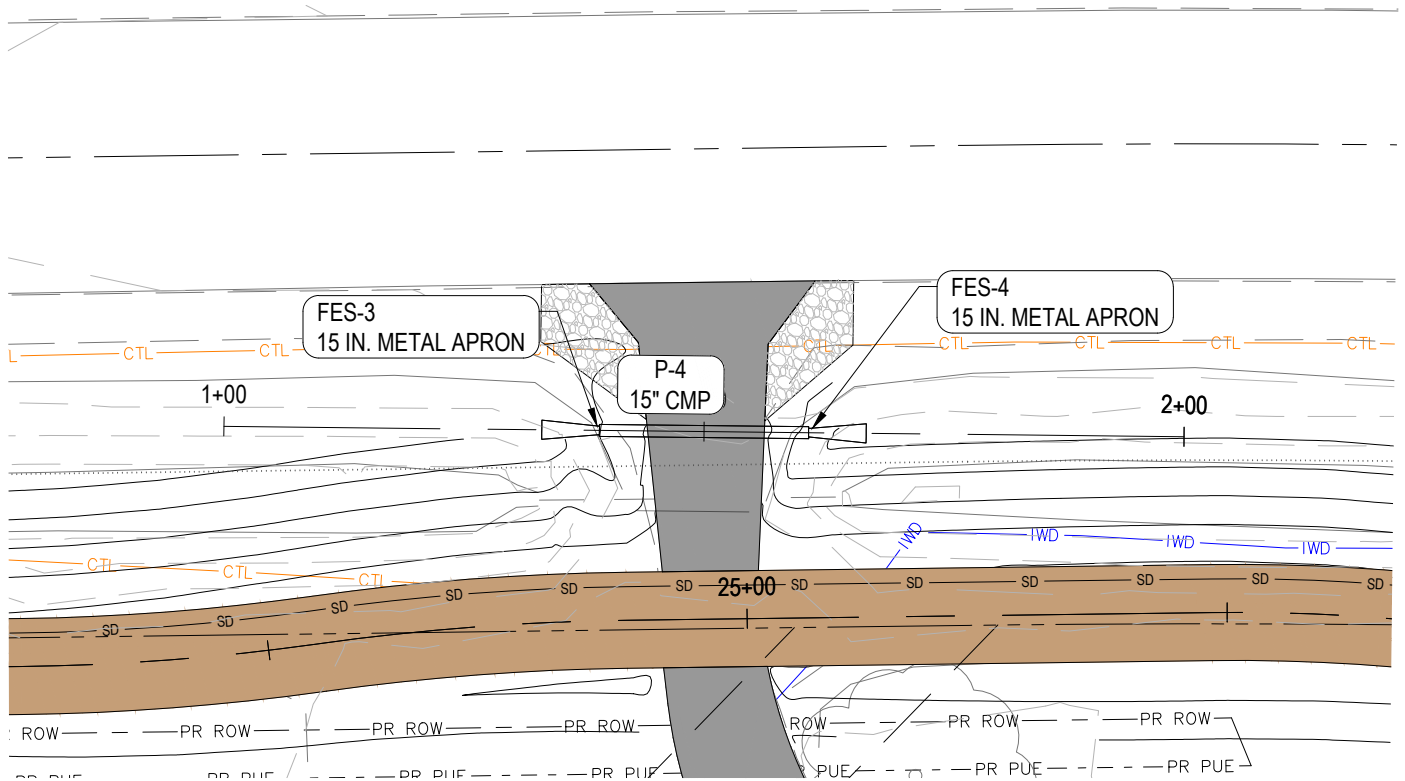 FES-3
15 IN. METAL APRON
FES-4
15 IN. METAL APRON
L CTL CTL CTL CTL CTL CTL CTL CTL
P-4
15" CMP
1+00
2+00
IWD IWD IWD IWD
CTL CTL CTL
SD SD SD SD SD SD SD SD SD SD SD SD
25+00
ROW PR ROW PR ROW PR ROW ROW PR ROW PR ROW
PR PUE PR PUE PR PUE PR PUE PUE PR PUE PR PUE